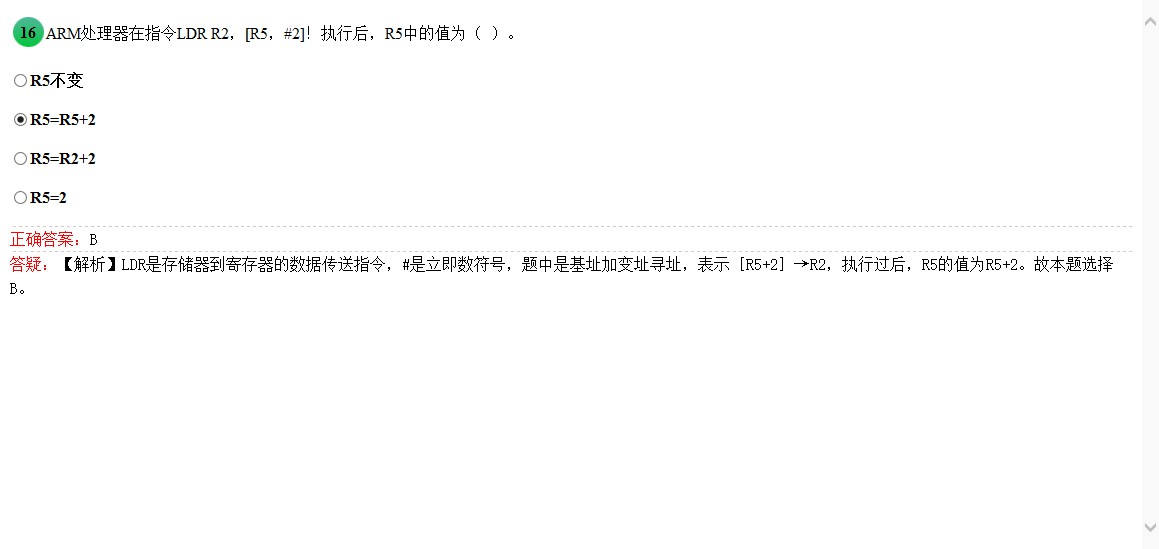 16 ARM处理器在指令LDR R2，[R5，#2]！执行后，R5中的值为（ ）。
R5不变
R5=R5+2
R5=R2+2
R5=2
正确答案：B
答疑：【解析】LDR是存储器到寄存器的数据传送指令，#是立即数符号，题中是基址加变址寻址，表示［R5+2］→R2，执行过后，R5的值为R5+2。故本题选择
B。